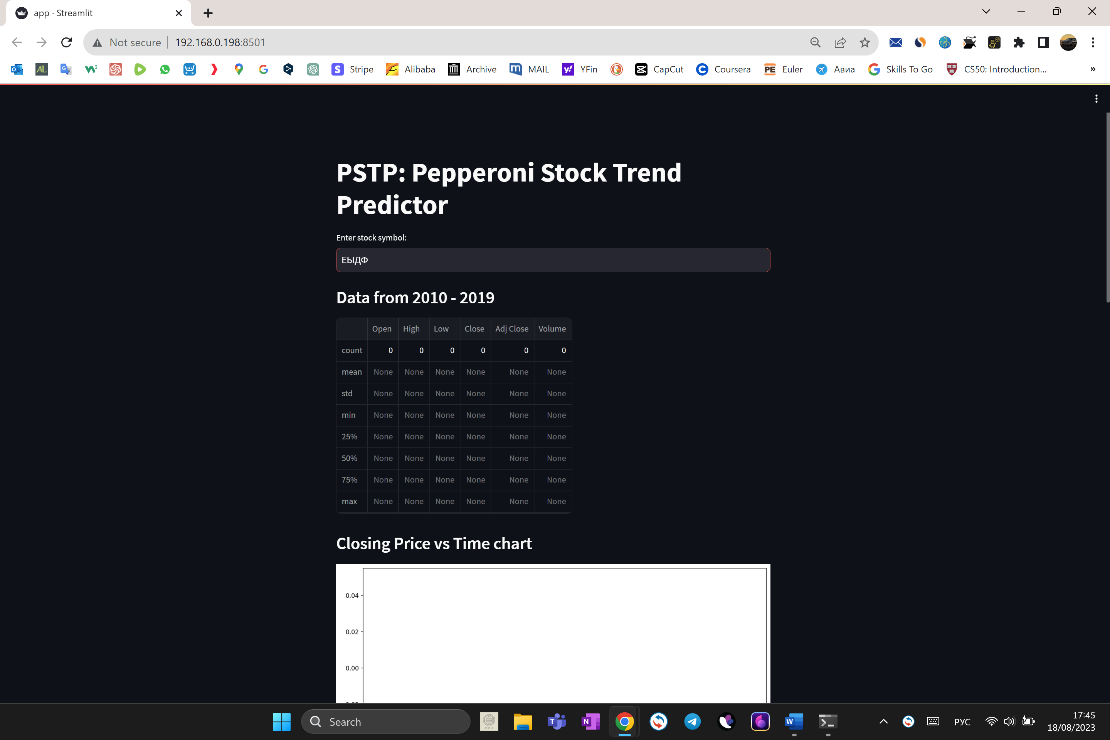 app · Streamlit
Not secure
192.168.0.198:8501
Stripe
Alibaba
Archive
MAIL
YFin
CapCut
Coursera
Euler
Авиа
Skills To Go
CS50: Introduction...
PSTP: Pepperoni Stock Trend
Predictor
Enter stock symbol:
ЕЫДФ
Data from 2010 - 2019
Open High Low Close Adj Close Volume
count 0 0 0 0 0 0
mean None None None None None None
std None None None None None None
min None None None None None None
25% None None None None None None
50% None None None None None None
75% None None None None None None
max None None None None None None
Closing Price vs Time chart
0.04
0.02
0.00
Search
РУС
17:45
18/08/2023